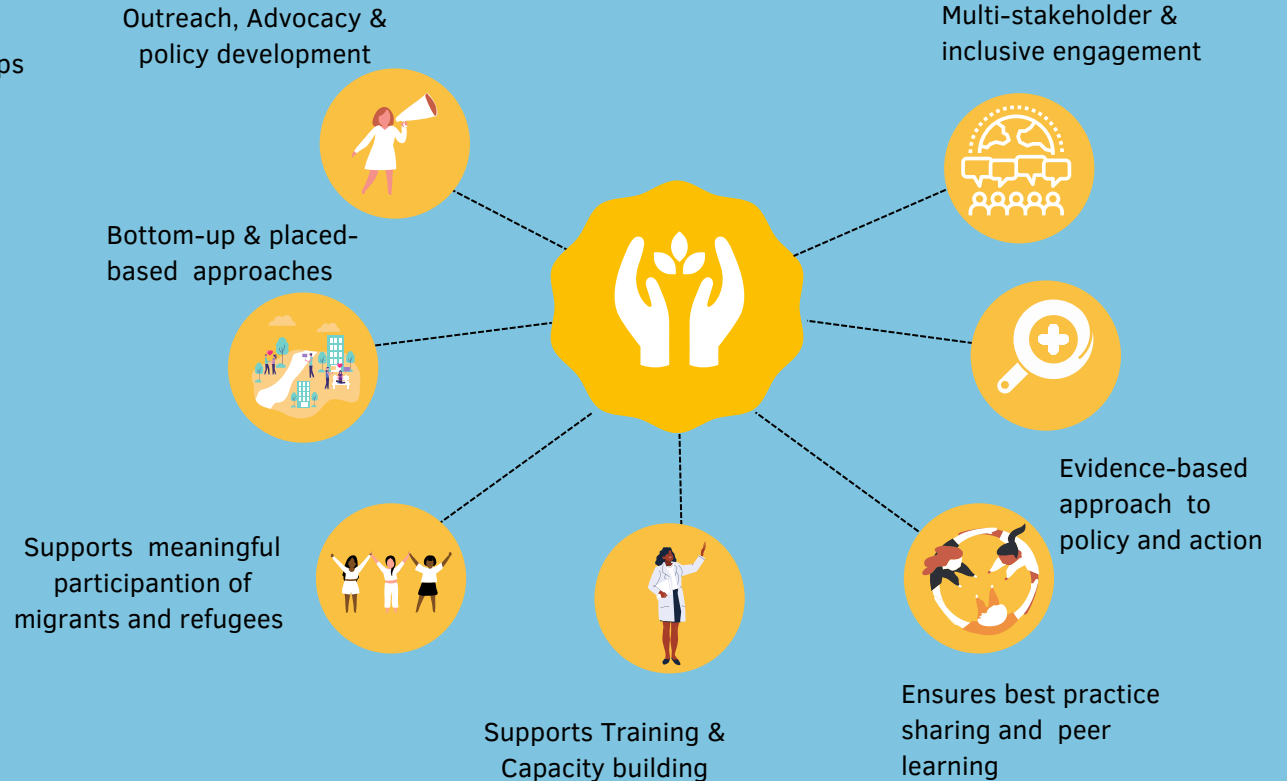 Outreach, Advocacy &
policy development
Multi-stakeholder &
inclusive engagement
ps
Bottom-up & placed-
based approaches
Evidence-based
approach to
policy and action
Supports meaningful
participantion of
migrants and refugees
Ensures best practice
sharing and peer
learning
Supports Training &
Capacity building